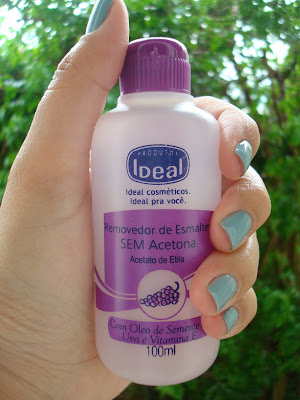 PRODUTOS
Ideal
Ideal cosméticos.
Ideal pra você.
Removedor de Esmalte
SEM Acetona
Acetato de Etila
Com Óleo de Semente
Uva e Vitamina E
100ml